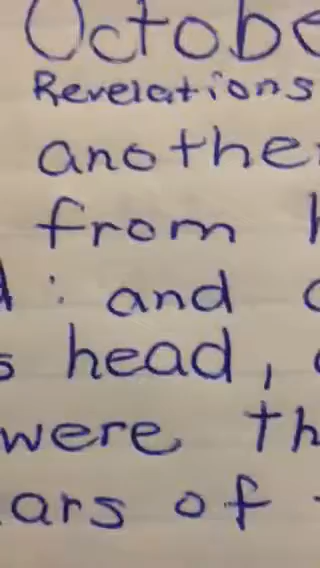 Octobe
Revelations
anothe
from
: and
head,
were th
ars of